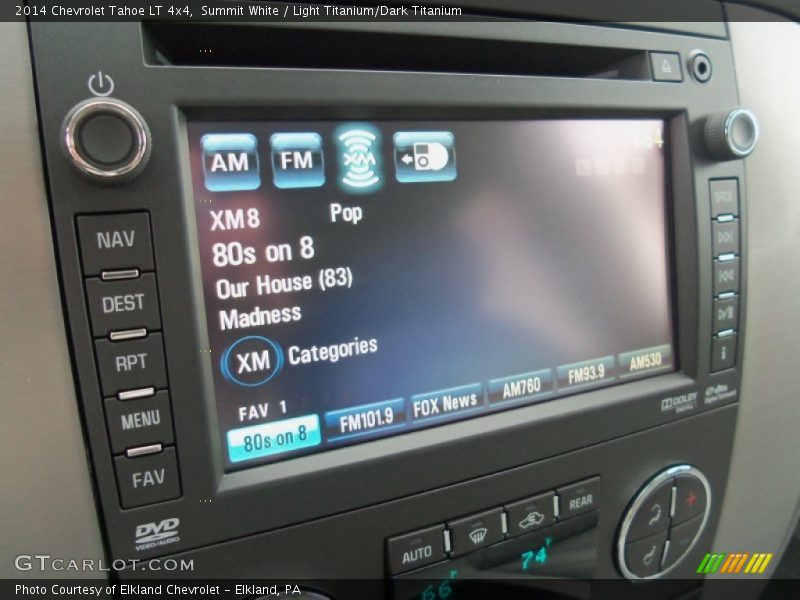 2014 Chevrolet Tahoe LT 4x4, Summit White / Light Titanium/Dark Titanium
AM FM XM
XM8 Pop
80s on 8
Our House (83)
Madness
XM Categories
FAV 1
80s on 8 FM101.9 FOX News AM760 FM93.9 AM530
NAV
DEST
RPT
MENU
FAV
SRCE
i
DOLBY
DIGITAL
dts
DVD
VIDEO/AUDIO
AUTO REAR
66° 74°
GTCarlot.com
Photo Courtesy of Elkland Chevrolet - Elkland, PA